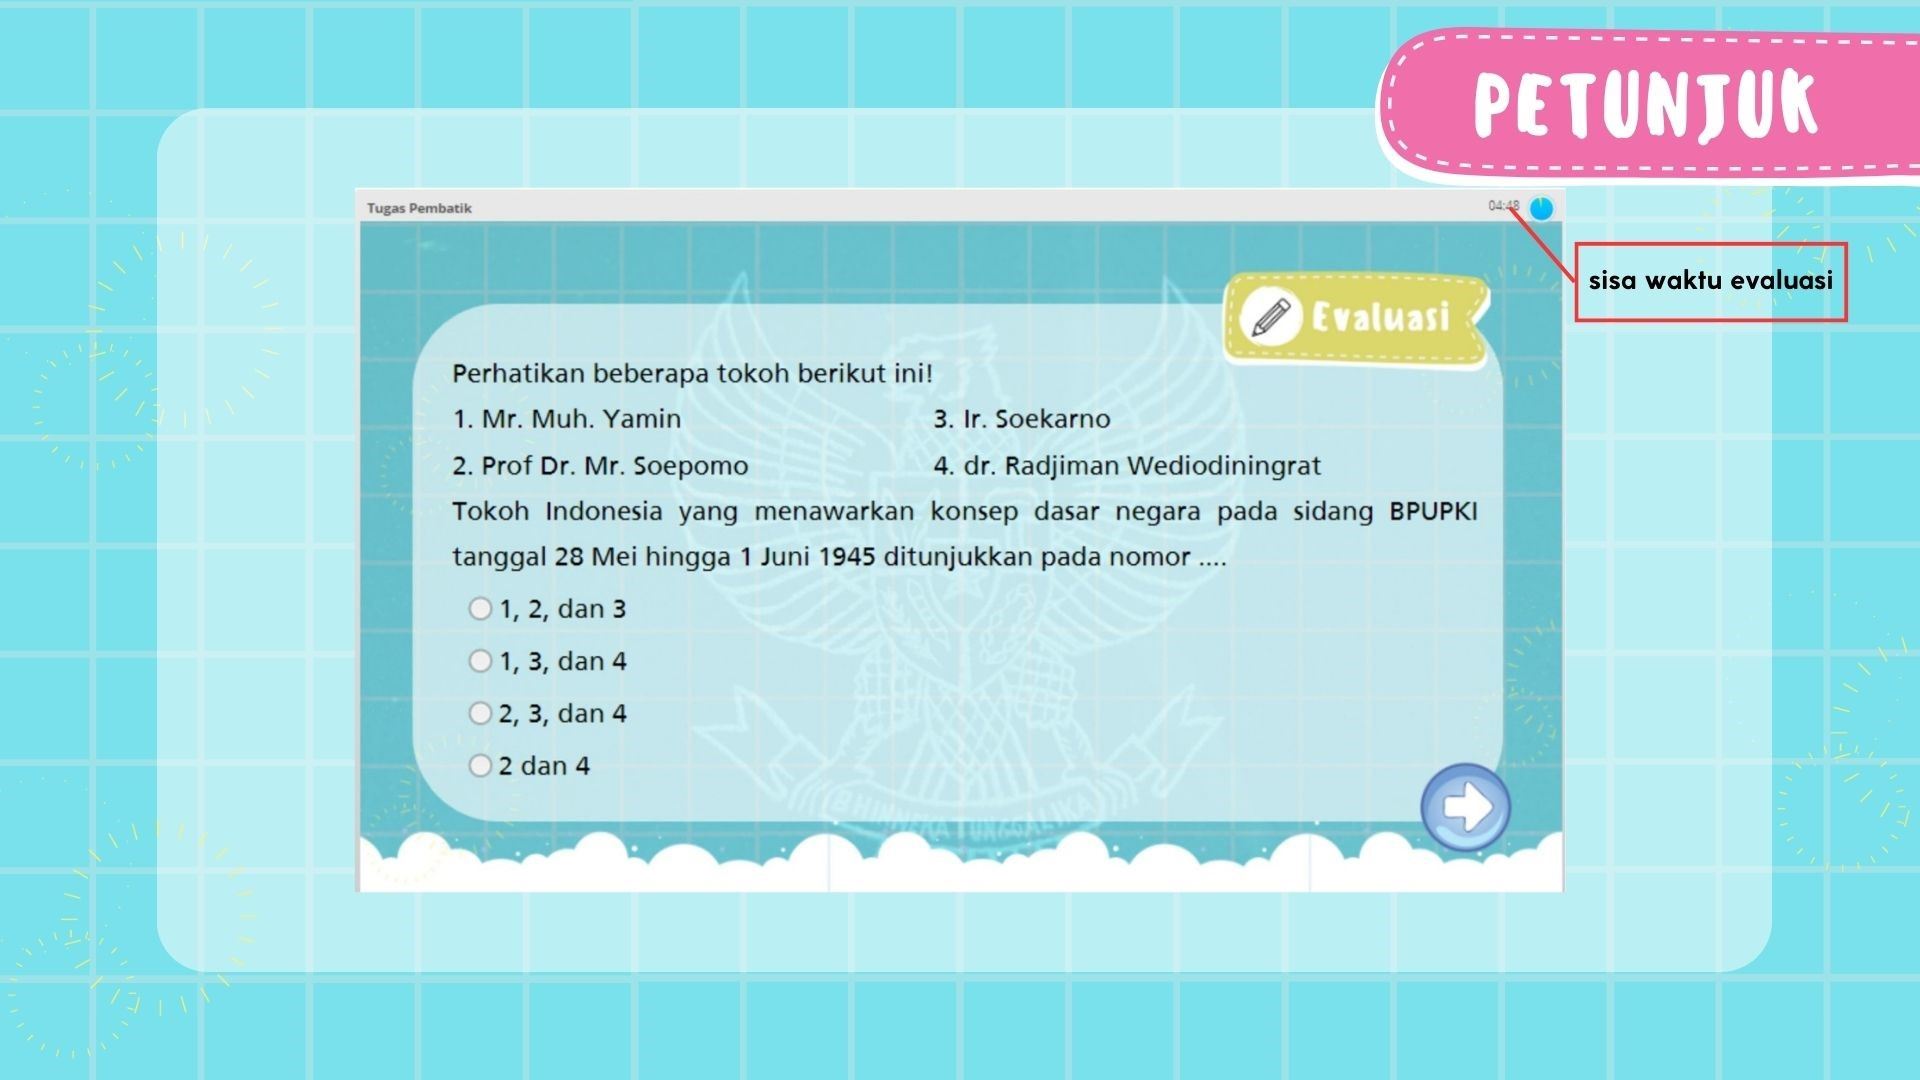 PETUNJUK
Tugas Pembatik
04:48
sisa waktu evaluasi
Evaluasi
Perhatikan beberapa tokoh berikut ini!
1. Mr. Muh. Yamin
3. Ir. Soekarno
2. Prof Dr. Mr. Soepomo
4. dr. Radjiman Wediodiningrat
Tokoh Indonesia yang menawarkan konsep dasar negara pada sidang BPUPKI
tanggal 28 Mei hingga 1 Juni 1945 ditunjukkan pada nomor ....
1, 2, dan 3
1, 3, dan 4
2, 3, dan 4
2 dan 4
BHINNEKA TUNGGAL IKA